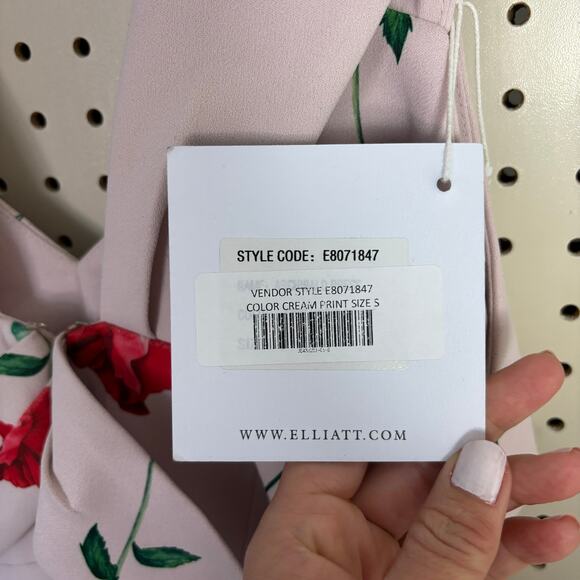 STYLE CODE: E8071847
VENDOR STYLE E8071847
COLOR CREAM PRINT SIZE S
WWW.ELLIATT.COM